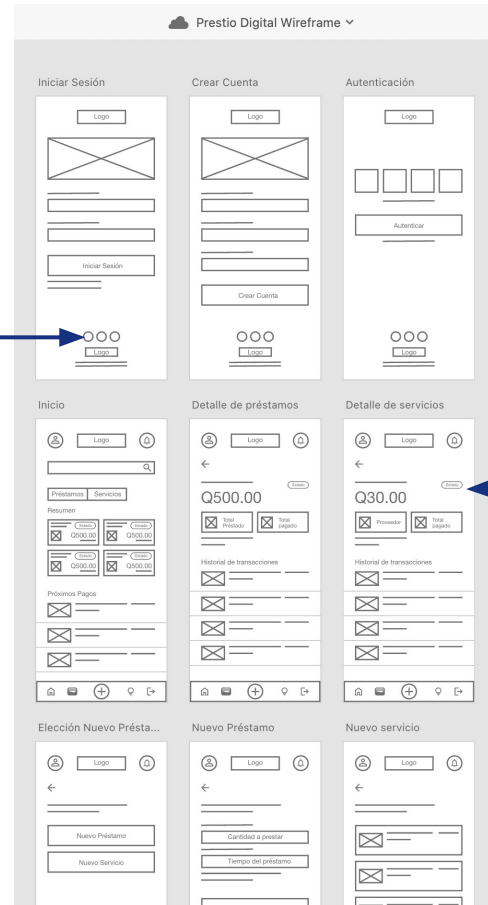 Prestio Digital Wireframe
Iniciar Sesión
Logo
Iniciar Sesión
Logo
Crear Cuenta
Logo
Crear Cuenta
Logo
Autenticación
Logo
Autenticar
Logo
Inicio
Logo
Préstamos Servicios
Resumen
Estado Estado
Q500.00 Q500.00
Estado Estado
Q500.00 Q500.00
Próximos Pagos
Detalle de préstamos
Logo
Estado
Q500.00
Total Total
Prestado pagado
Historial de transacciones
Detalle de servicios
Logo
Estado
Q30.00
Proveedor Total
pagado
Historial de transacciones
Elección Nuevo Présta...
Logo
Nuevo Préstamo
Nuevo Servicio
Nuevo Préstamo
Logo
Cantidad a prestar
Tiempo del préstamo
Nuevo servicio
Logo